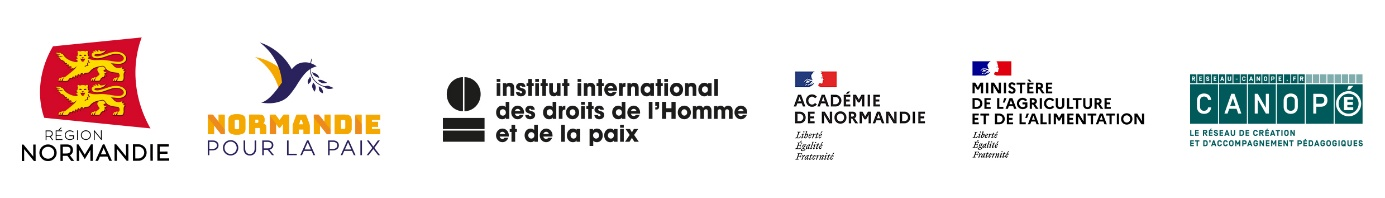 RÉGION
NORMANDIE
NORMANDIE
POUR LA PAIX
institut international
des droits de l'Homme
et de la paix
ACADÉMIE
DE NORMANDIE
Liberté
Égalité
Fraternité
MINISTÈRE
DE L'AGRICULTURE
ET DE L'ALIMENTATION
Liberté
Égalité
Fraternité
RESEAU-CANOPE.FR
CANOPÉ
LE RÉSEAU DE CRÉATION
ET D'ACCOMPAGNEMENT PÉDAGOGIQUES